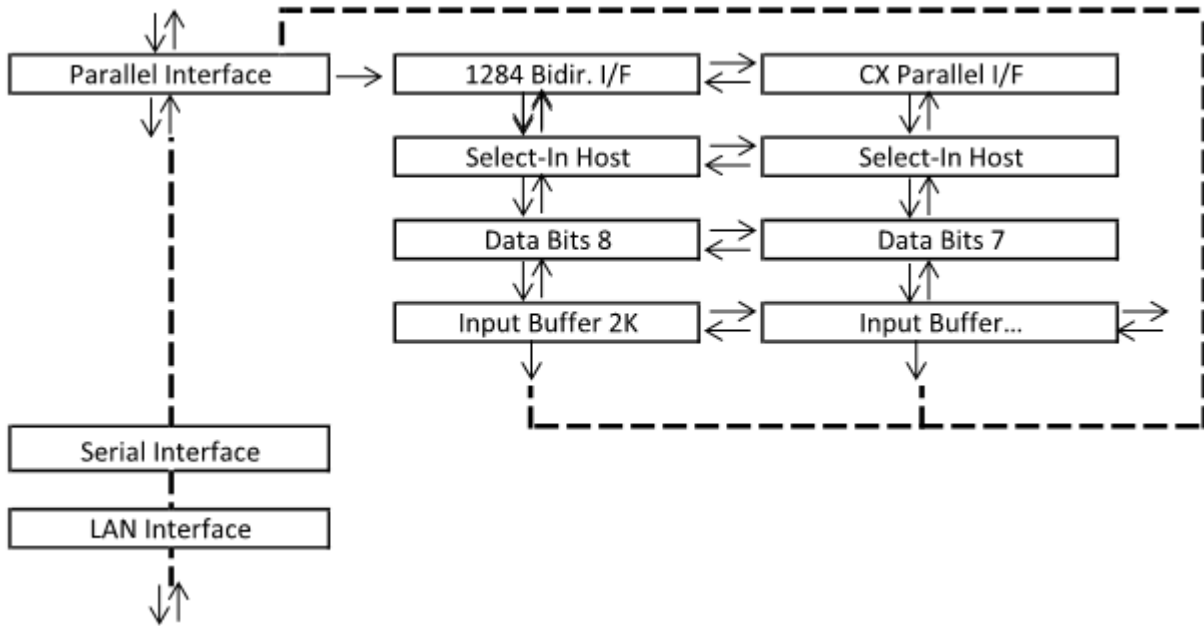 Parallel Interface
1284 Bidir. I/F
CX Parallel I/F
Select-In Host
Select-In Host
Data Bits 8
Data Bits 7
Input Buffer 2K
Input Buffer…
Serial Interface
LAN Interface